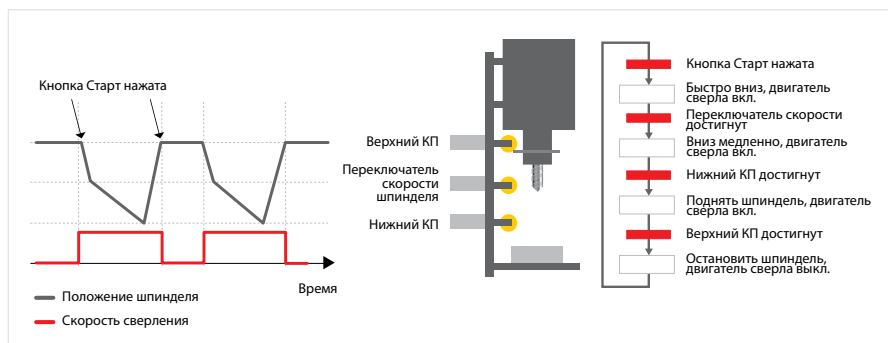 Кнопка Старт нажата
Время
Положение шпинделя
Скорость сверления
Верхний КП
Переключатель
скорости
шпинделя
Нижний КП
Кнопка Старт нажата
Быстро вниз, двигатель
сверла вкл.
Переключатель скорости
достигнут
Вниз медленно, двигатель
сверла вкл.
Нижний КП достигнут
Поднять шпиндель, двигатель
сверла вкл.
Верхний КП достигнут
Остановить шпиндель,
двигатель сверла выкл.